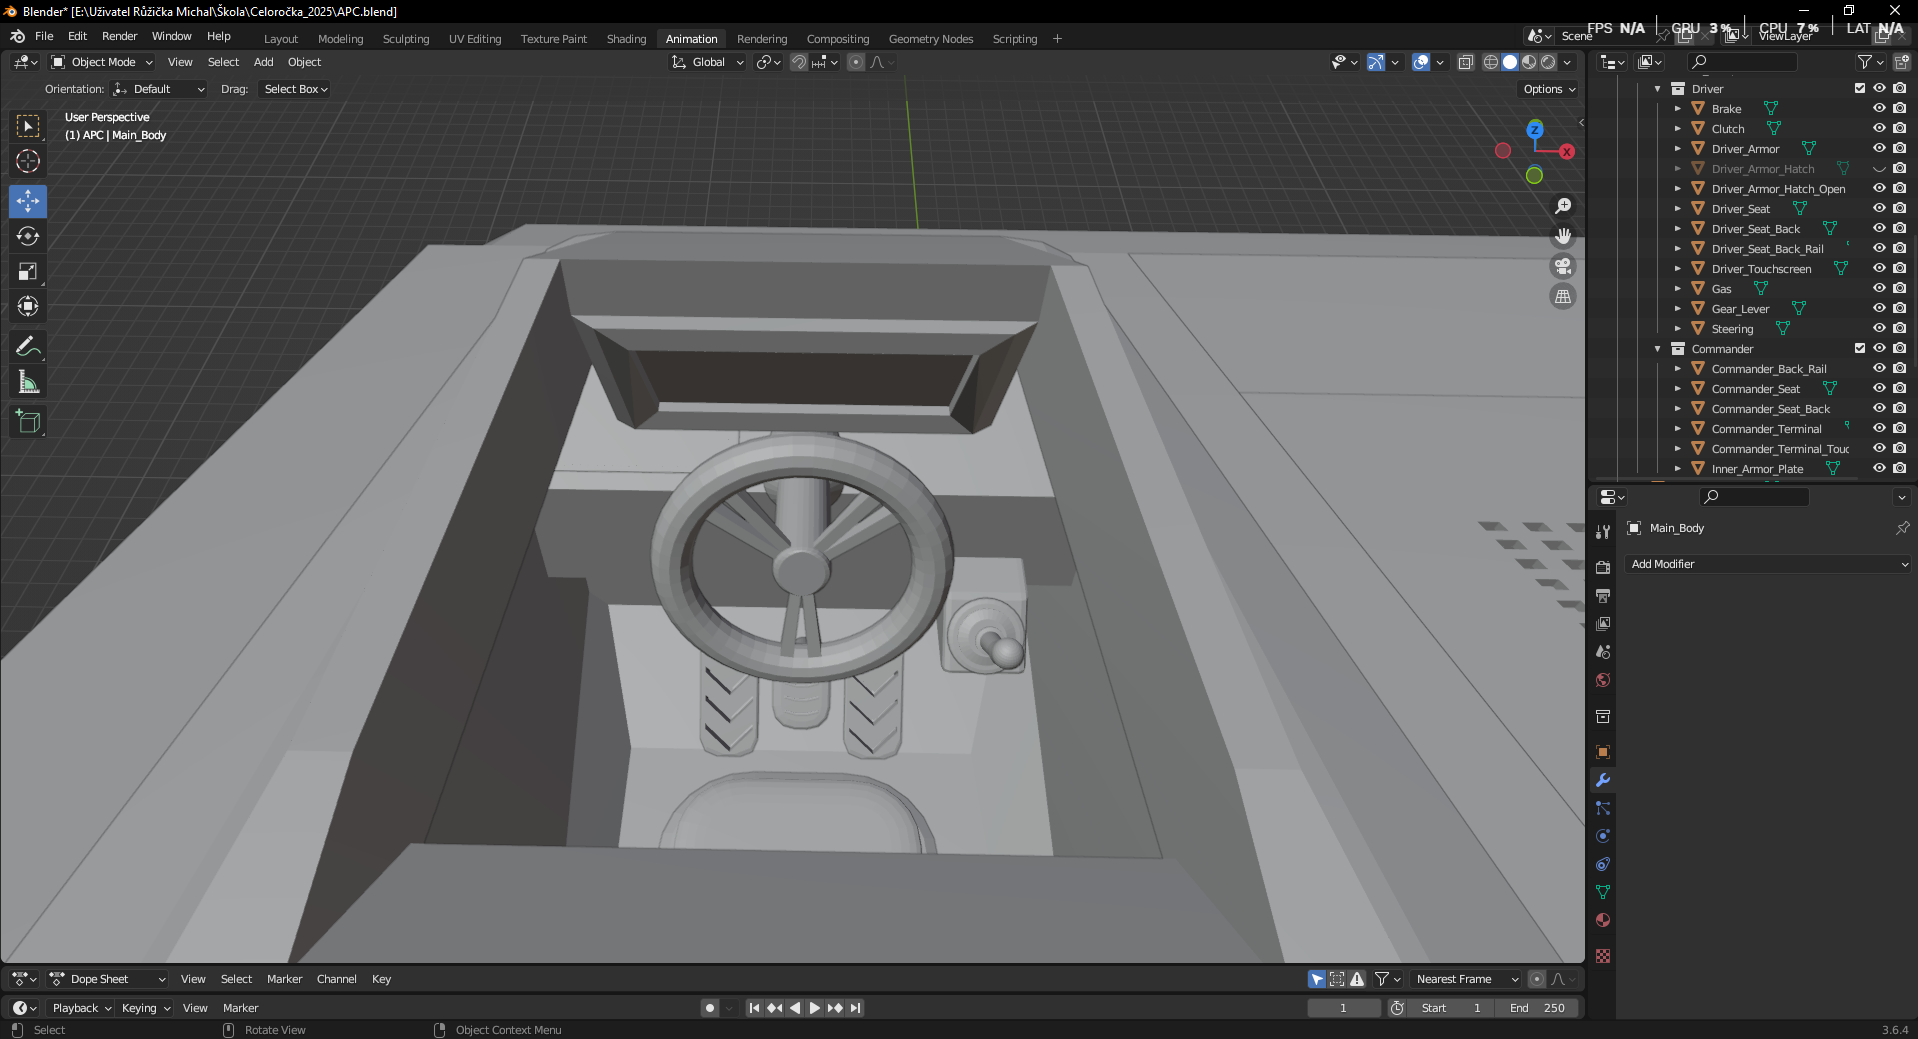 Blender* [E:\Uživatel Růžička Michal\Škola\Celoročka_2025\APC.blend]
File Edit Render Window Help Layout Modeling Sculpting UV Editing Texture Paint Shading Animation Rendering Compositing Geometry Nodes Scripting +
Scene ViewLayer
FPS N/A GRU 3 % CPU 7 % LAT N/A
Object Mode View Select Add Object Global
Orientation: Default Drag: Select Box Options
User Perspective
(1) APC | Main_Body
Z
X
Driver
Brake
Clutch
Driver_Armor
Driver_Armor_Hatch
Driver_Armor_Hatch_Open
Driver_Seat
Driver_Seat_Back
Driver_Seat_Back_Rail
Driver_Touchscreen
Gas
Gear_Lever
Steering
Commander
Commander_Back_Rail
Commander_Seat
Commander_Seat_Back
Commander_Terminal
Commander_Terminal_Touc
Inner_Armor_Plate
Main_Body
Add Modifier
Dope Sheet View Select Marker Channel Key Nearest Frame
Playback Keying View Marker 1 Start 1 End 250
Select Rotate View Object Context Menu 3.6.4